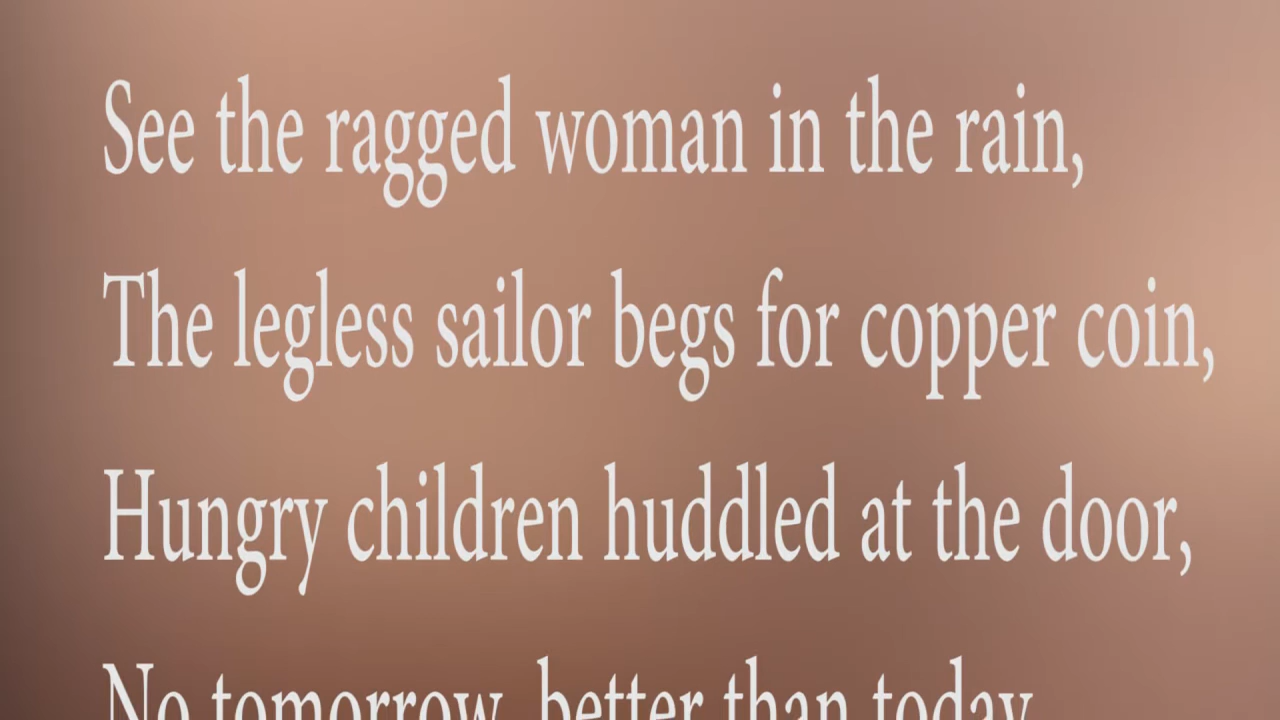 See the ragged woman in the rain,
The legless sailor begs for copper coin,
Hungry children huddled at the door,
No tomorrow, better than today